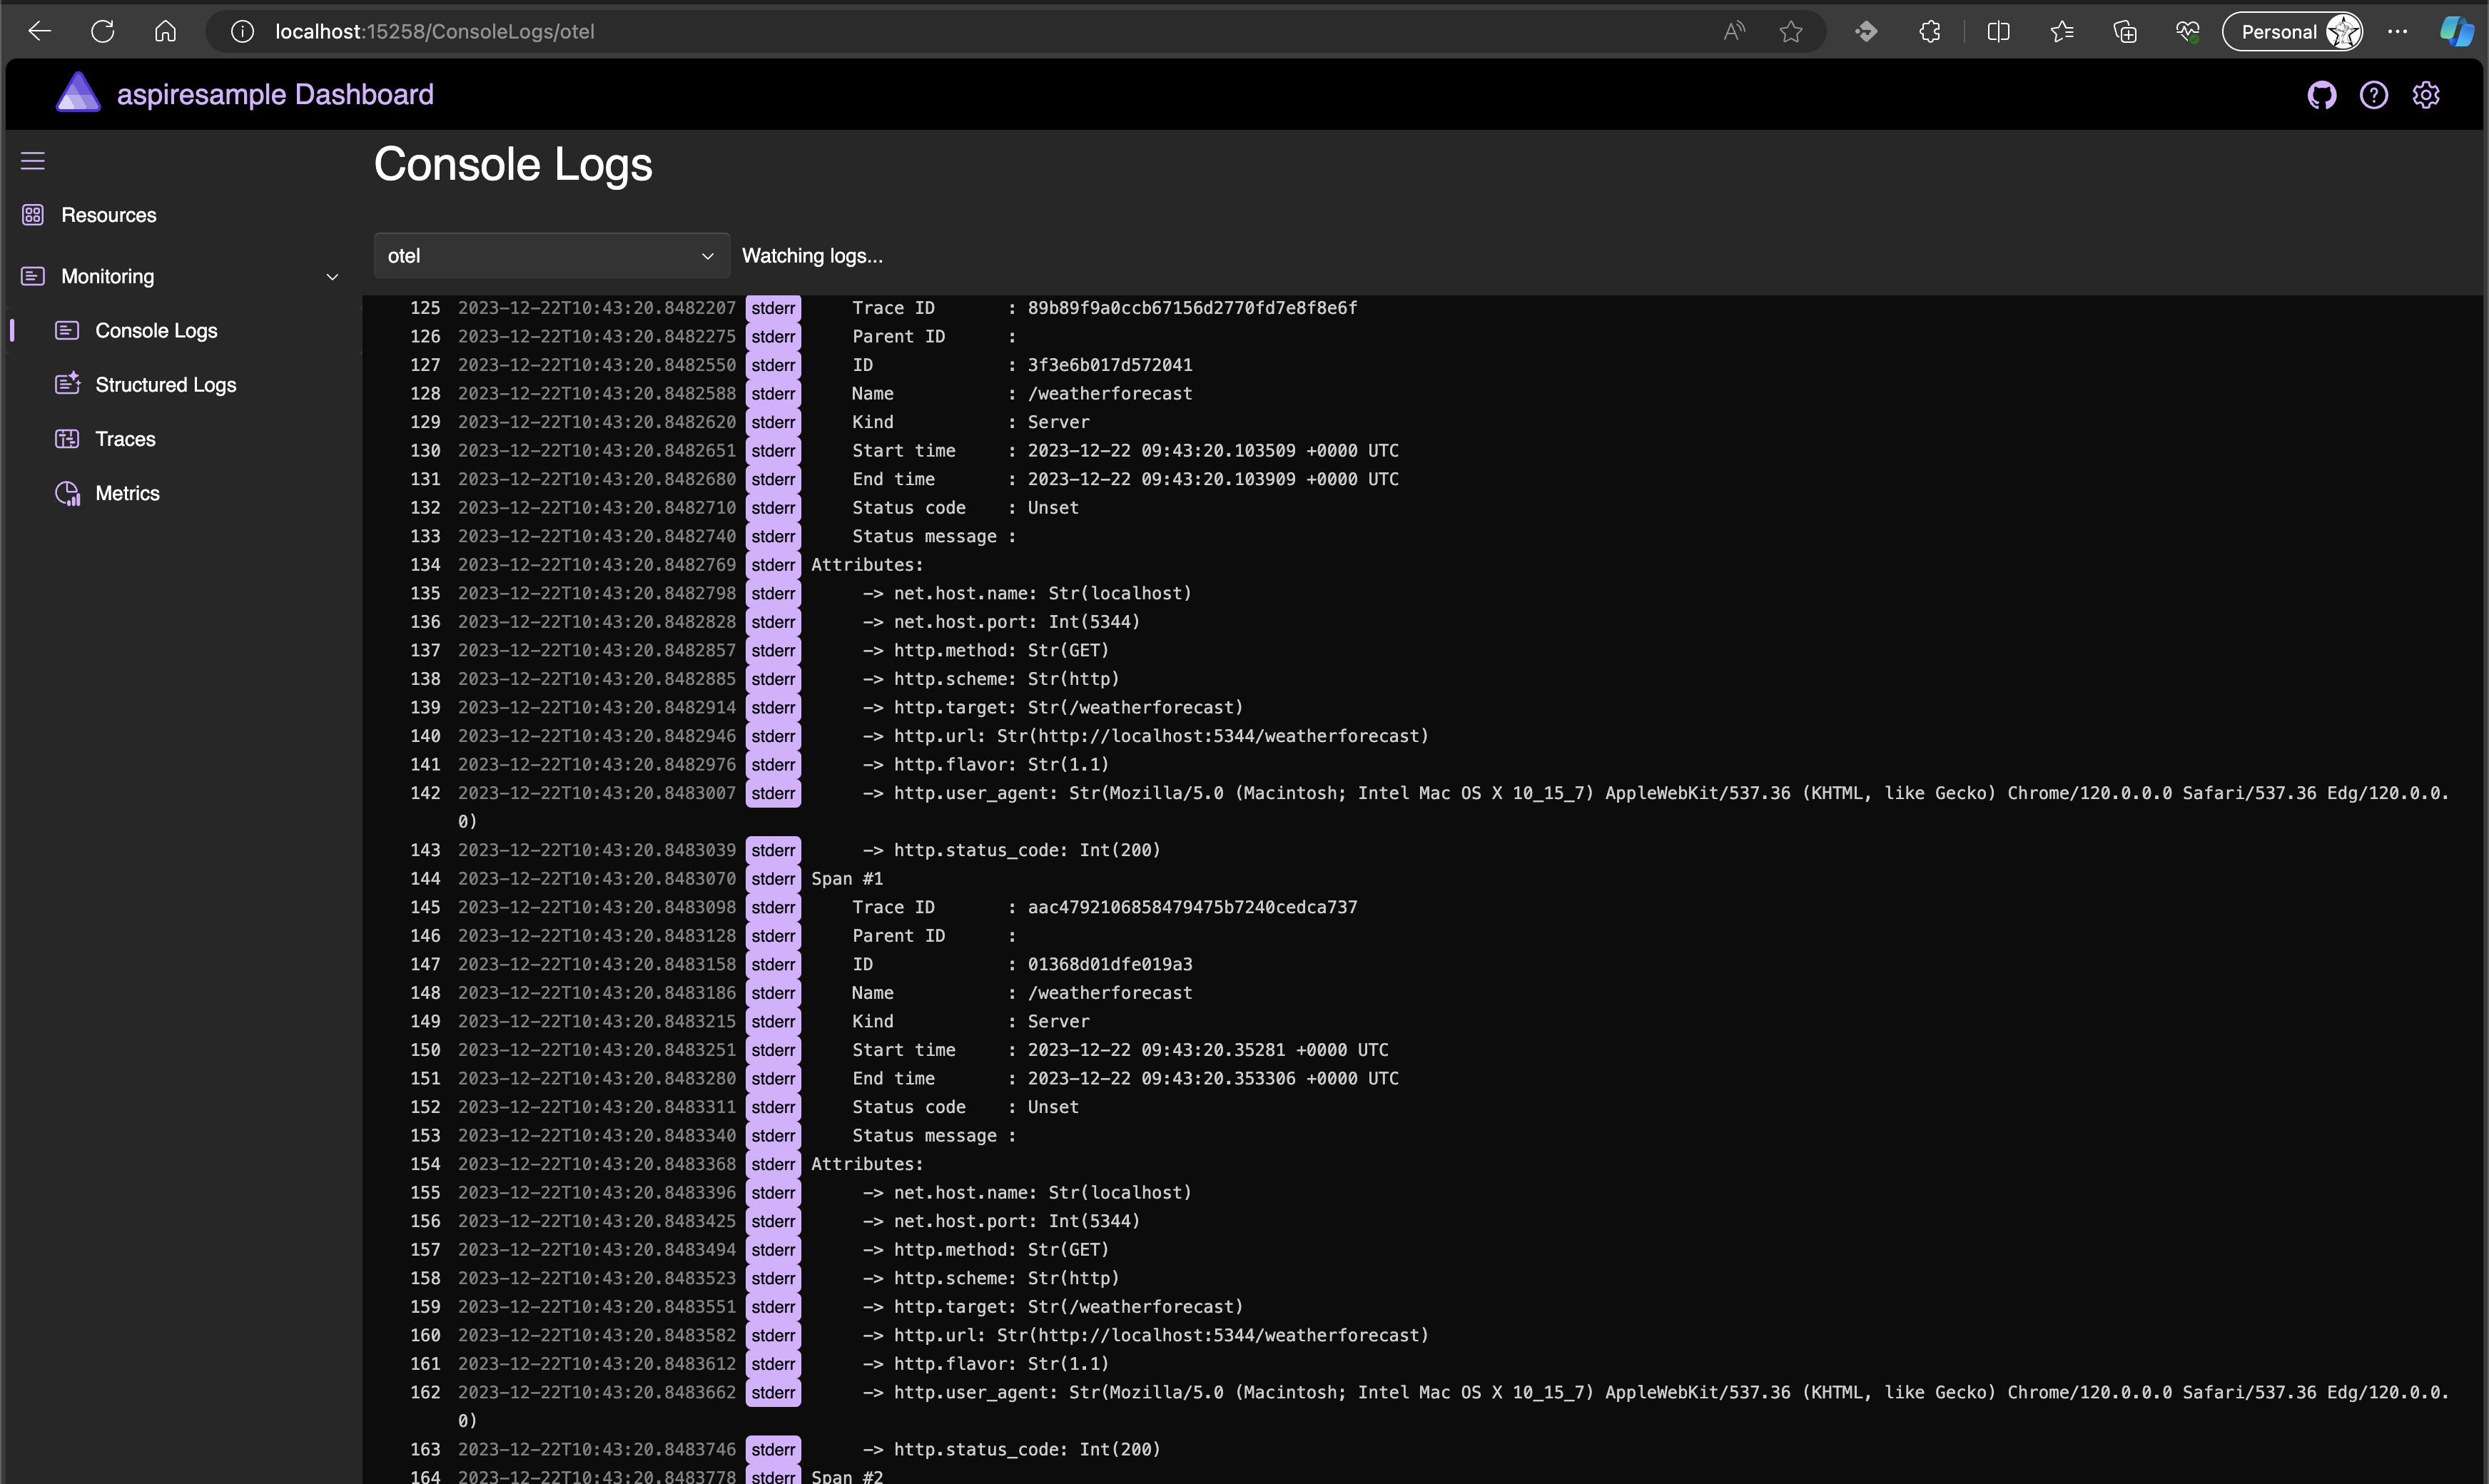 localhost:15258/ConsoleLogs/otel
Personal
aspiresample Dashboard
Console Logs
Resources
Monitoring
Console Logs
Structured Logs
Traces
Metrics
otel
Watching logs...
125 2023-12-22T10:43:20.8482207 stderr Trace ID : 89b89f9a0ccb67156d2770fd7e8f8e6f
126 2023-12-22T10:43:20.8482275 stderr Parent ID :
127 2023-12-22T10:43:20.8482550 stderr ID : 3f3e6b017d572041
128 2023-12-22T10:43:20.8482588 stderr Name : /weatherforecast
129 2023-12-22T10:43:20.8482620 stderr Kind : Server
130 2023-12-22T10:43:20.8482651 stderr Start time : 2023-12-22 09:43:20.103509 +0000 UTC
131 2023-12-22T10:43:20.8482680 stderr End time : 2023-12-22 09:43:20.103909 +0000 UTC
132 2023-12-22T10:43:20.8482710 stderr Status code : Unset
133 2023-12-22T10:43:20.8482740 stderr Status message :
134 2023-12-22T10:43:20.8482769 stderr Attributes:
135 2023-12-22T10:43:20.8482798 stderr -> net.host.name: Str(localhost)
136 2023-12-22T10:43:20.8482828 stderr -> net.host.port: Int(5344)
137 2023-12-22T10:43:20.8482857 stderr -> http.method: Str(GET)
138 2023-12-22T10:43:20.8482885 stderr -> http.scheme: Str(http)
139 2023-12-22T10:43:20.8482914 stderr -> http.target: Str(/weatherforecast)
140 2023-12-22T10:43:20.8482946 stderr -> http.url: Str(http://localhost:5344/weatherforecast)
141 2023-12-22T10:43:20.8482976 stderr -> http.flavor: Str(1.1)
142 2023-12-22T10:43:20.8483007 stderr -> http.user_agent: Str(Mozilla/5.0 (Macintosh; Intel Mac OS X 10_15_7) AppleWebKit/537.36 (KHTML, like Gecko) Chrome/120.0.0.0 Safari/537.36 Edg/120.0.0.
0)
143 2023-12-22T10:43:20.8483039 stderr -> http.status_code: Int(200)
144 2023-12-22T10:43:20.8483070 stderr Span #1
145 2023-12-22T10:43:20.8483098 stderr Trace ID : aac4792106858479475b7240cedca737
146 2023-12-22T10:43:20.8483128 stderr Parent ID :
147 2023-12-22T10:43:20.8483158 stderr ID : 01368d01dfe019a3
148 2023-12-22T10:43:20.8483186 stderr Name : /weatherforecast
149 2023-12-22T10:43:20.8483215 stderr Kind : Server
150 2023-12-22T10:43:20.8483251 stderr Start time : 2023-12-22 09:43:20.35281 +0000 UTC
151 2023-12-22T10:43:20.8483280 stderr End time : 2023-12-22 09:43:20.353306 +0000 UTC
152 2023-12-22T10:43:20.8483311 stderr Status code : Unset
153 2023-12-22T10:43:20.8483340 stderr Status message :
154 2023-12-22T10:43:20.8483368 stderr Attributes:
155 2023-12-22T10:43:20.8483396 stderr -> net.host.name: Str(localhost)
156 2023-12-22T10:43:20.8483425 stderr -> net.host.port: Int(5344)
157 2023-12-22T10:43:20.8483494 stderr -> http.method: Str(GET)
158 2023-12-22T10:43:20.8483523 stderr -> http.scheme: Str(http)
159 2023-12-22T10:43:20.8483551 stderr -> http.target: Str(/weatherforecast)
160 2023-12-22T10:43:20.8483582 stderr -> http.url: Str(http://localhost:5344/weatherforecast)
161 2023-12-22T10:43:20.8483612 stderr -> http.flavor: Str(1.1)
162 2023-12-22T10:43:20.8483662 stderr -> http.user_agent: Str(Mozilla/5.0 (Macintosh; Intel Mac OS X 10_15_7) AppleWebKit/537.36 (KHTML, like Gecko) Chrome/120.0.0.0 Safari/537.36 Edg/120.0.0.
0)
163 2023-12-22T10:43:20.8483746 stderr -> http.status_code: Int(200)
164 2023-12-22T10:43:20.8483778 stderr Span #2